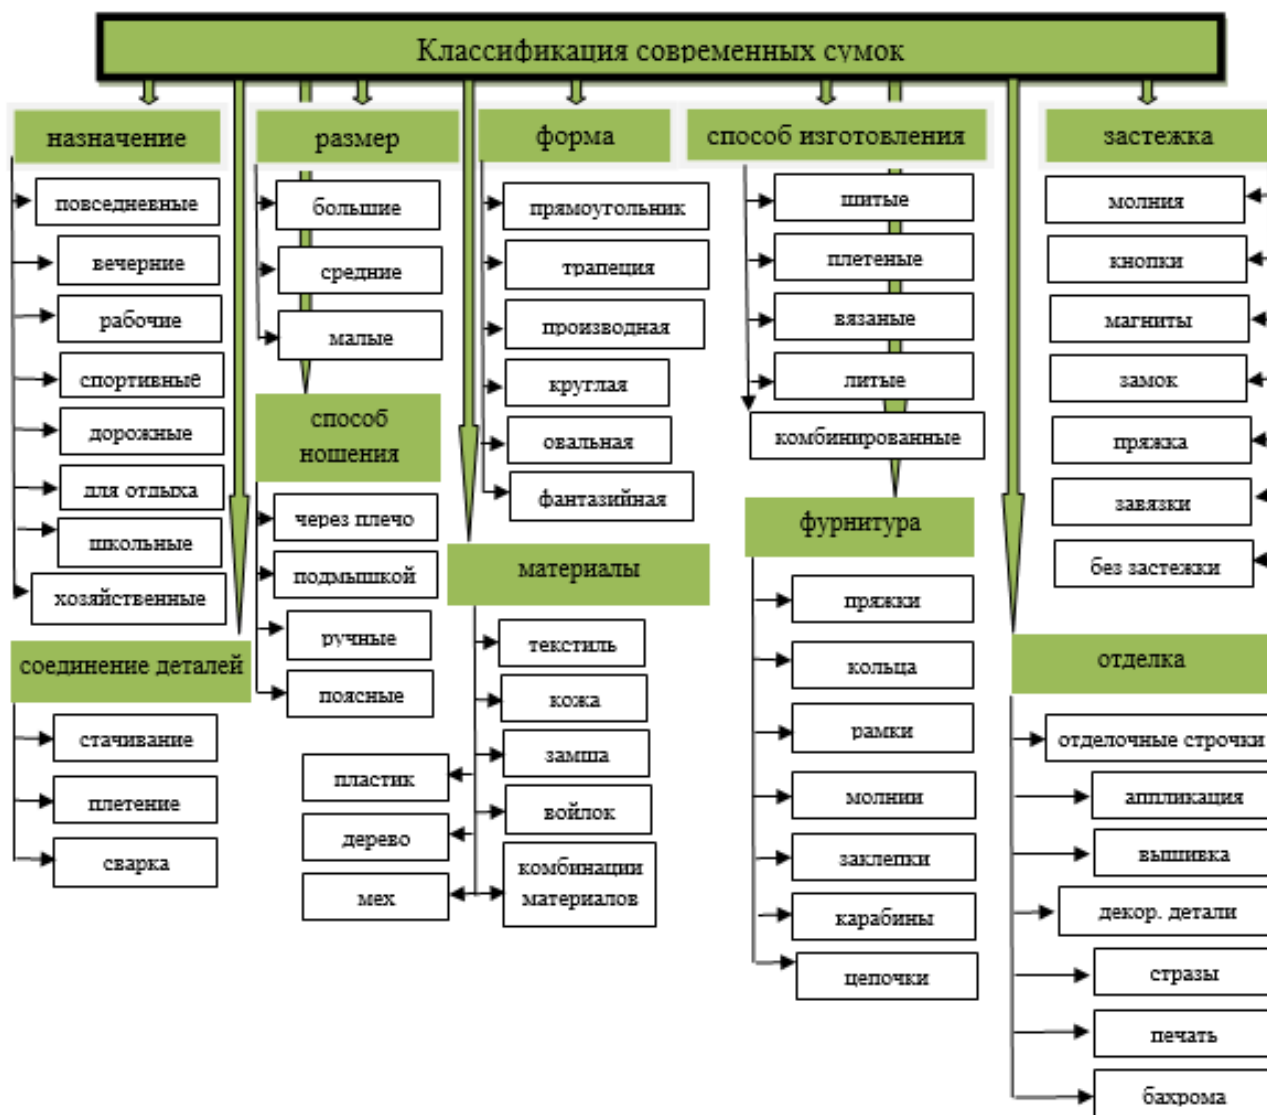 Классификация современных сумок
назначение
повседневные
вечерние
рабочие
спортивные
дорожные
для отдыха
школьные
хозяйственные
соединение деталей
стачивание
плетение
сварка
размер
большие
средние
малые
способ
ношения
через плечо
подмышкой
ручные
поясные
форма
прямоугольник
трапеция
производная
круглая
овальная
фантазийная
материалы
текстиль
кожа
замша
войлок
комбинации
материалов
пластик
дерево
мех
способ изготовления
шитые
плетеные
вязаные
литые
комбинированные
фурнитура
пряжки
кольца
рамки
молнии
заклепки
карабины
цепочки
застежка
молния
кнопки
магниты
замок
пряжка
завязки
без застежки
отделка
отделочные строчки
аппликация
вышивка
декор. детали
стразы
печать
бахрома